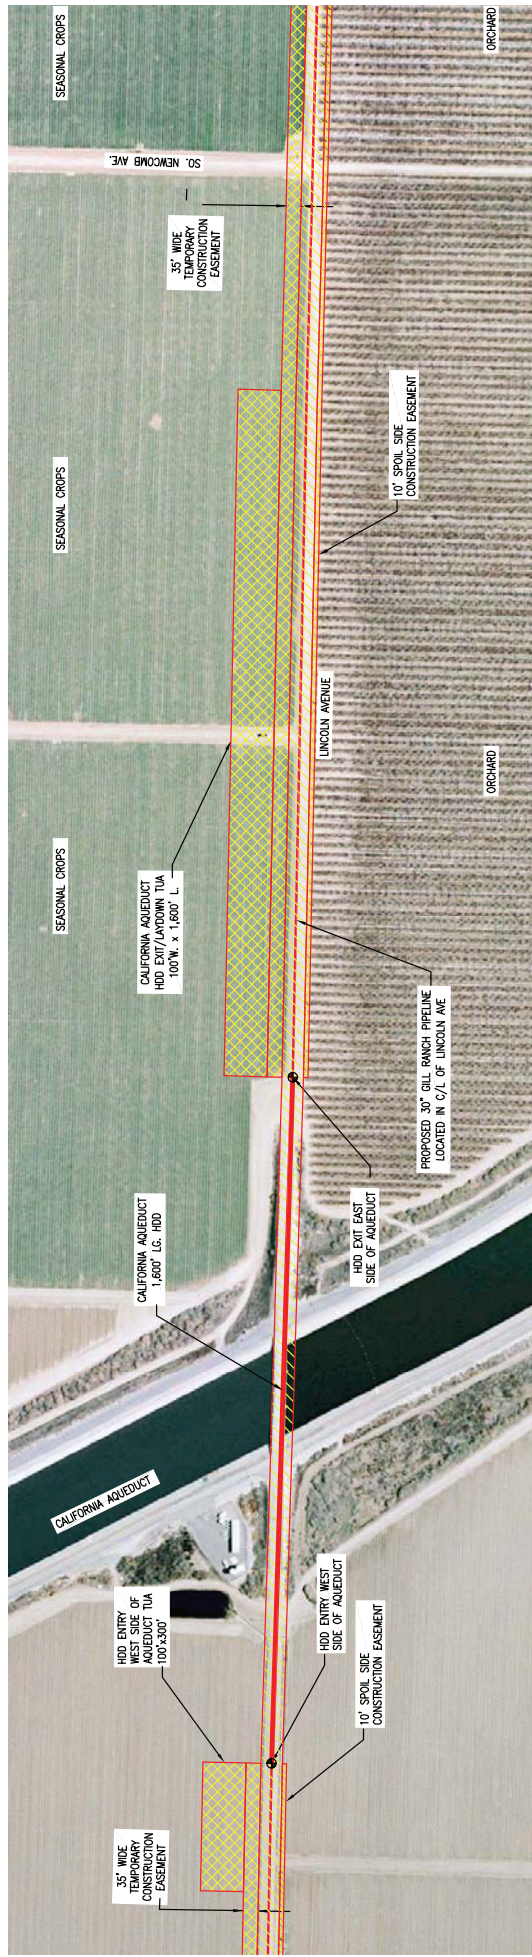 35' WIDE
TEMPORARY
CONSTRUCTION
EASEMENT
HDD ENTRY
WEST SIDE OF
AQUEDUCT TUA
100'x300'
10' SPOIL SIDE
CONSTRUCTION EASEMENT
HDD ENTRY WEST
SIDE OF AQUEDUCT
CALIFORNIA AQUEDUCT
CALIFORNIA AQUEDUCT
1,600' LG. HDD
HDD EXIT EAST
SIDE OF AQUEDUCT
PROPOSED 30" GILL RANCH PIPELINE
LOCATED IN C/L OF LINCOLN AVE
SEASONAL CROPS
CALIFORNIA AQUEDUCT
HDD EXIT/LAYDOWN TUA
100'W. x 1,600' L.
ORCHARD
LINCOLN AVENUE
SEASONAL CROPS
10' SPOIL SIDE
CONSTRUCTION EASEMENT
35' WIDE
TEMPORARY
CONSTRUCTION
EASEMENT
SO. NEWCOMB AVE.
SEASONAL CROPS
ORCHARD